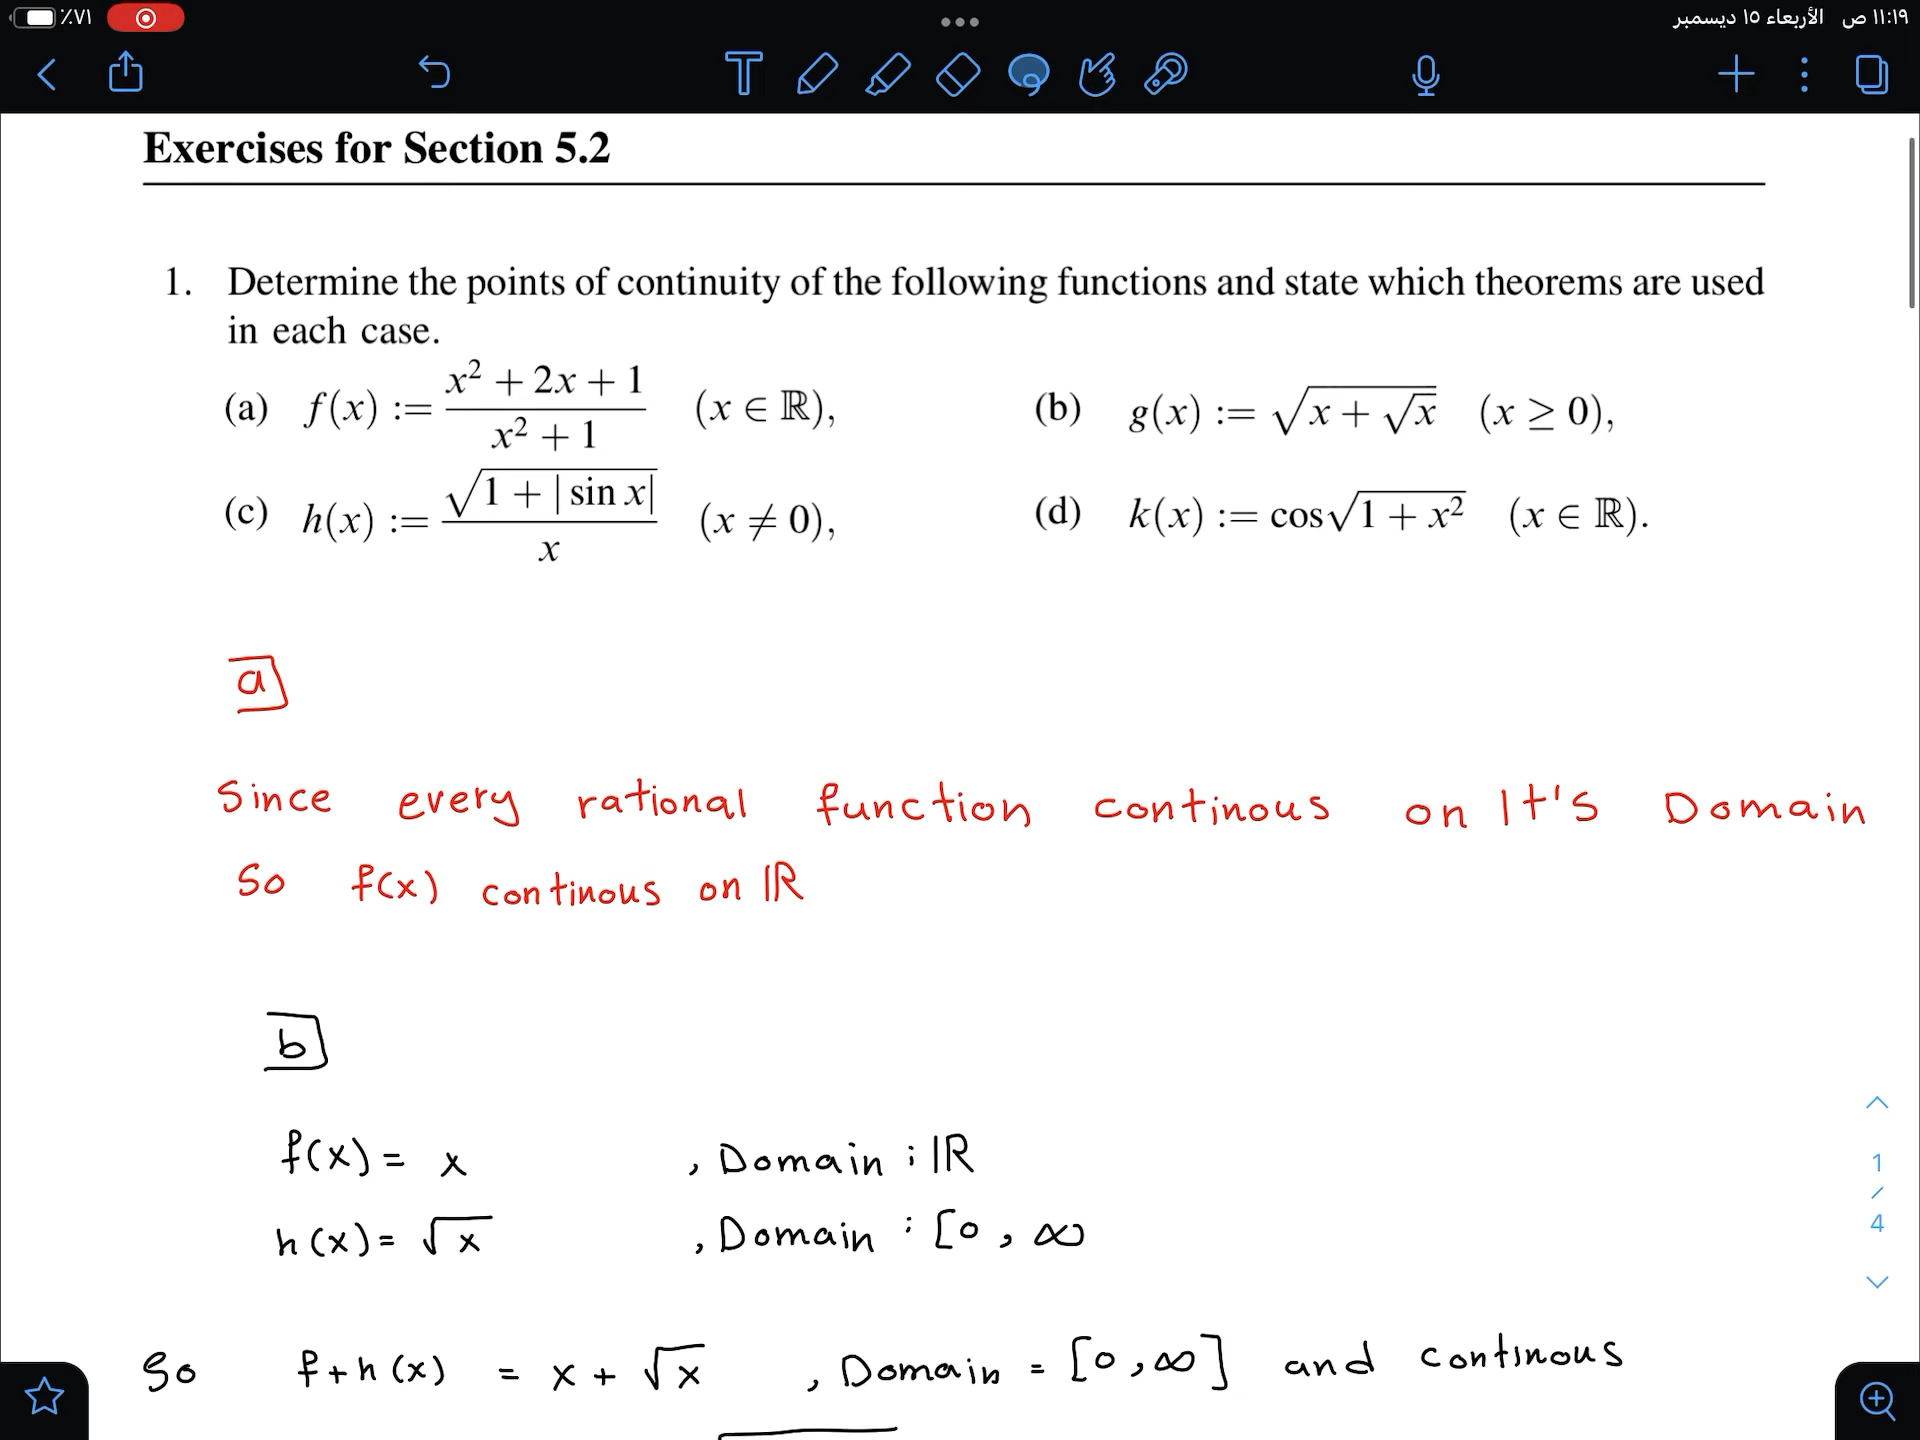 ٪٧١
١١:١٩ ص الأربعاء ١٥ ديسمبر
Exercises for Section 5.2
1. Determine the points of continuity of the following functions and state which theorems are used
in each case.
(a) f(x) := (x² + 2x + 1)/(x² + 1) (x ∈ ℝ), (b) g(x) := √(x + √x) (x ≥ 0),
(c) h(x) := √(1 + |sin x|)/x (x ≠ 0), (d) k(x) := cos√(1 + x²) (x ∈ ℝ).
a
Since every rational function continous on It's Domain
So f(x) continous on ℝ
b
f(x) = x , Domain : ℝ
h(x) = √x , Domain : [0, ∞
So f+h(x) = x + √x , Domain = [0,∞] and continous
1
/
4